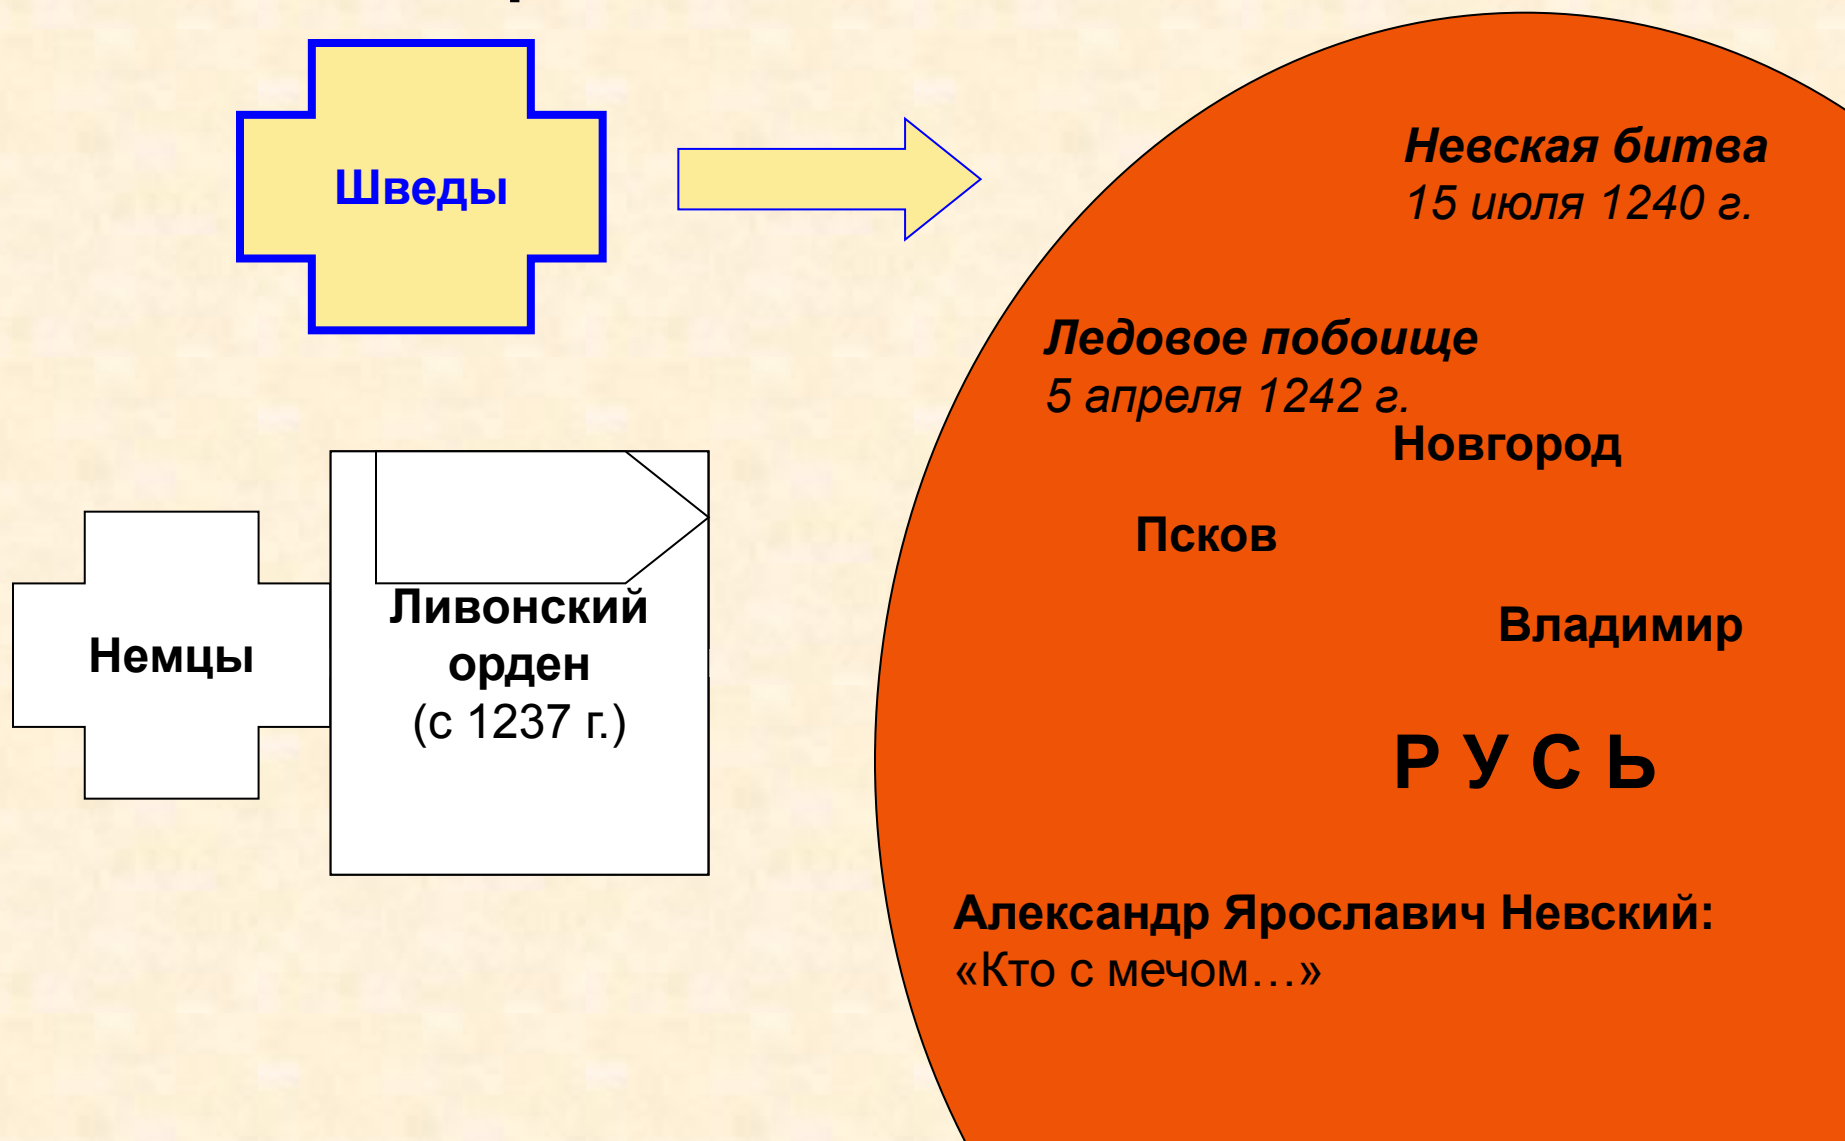 Шведы
Невская битва
15 июля 1240 г.
Ледовое побоище
5 апреля 1242 г.
Новгород
Псков
Владимир
Немцы
Ливонский
орден
(с 1237 г.)
Р У С Ь
Александр Ярославич Невский:
«Кто с мечом…»